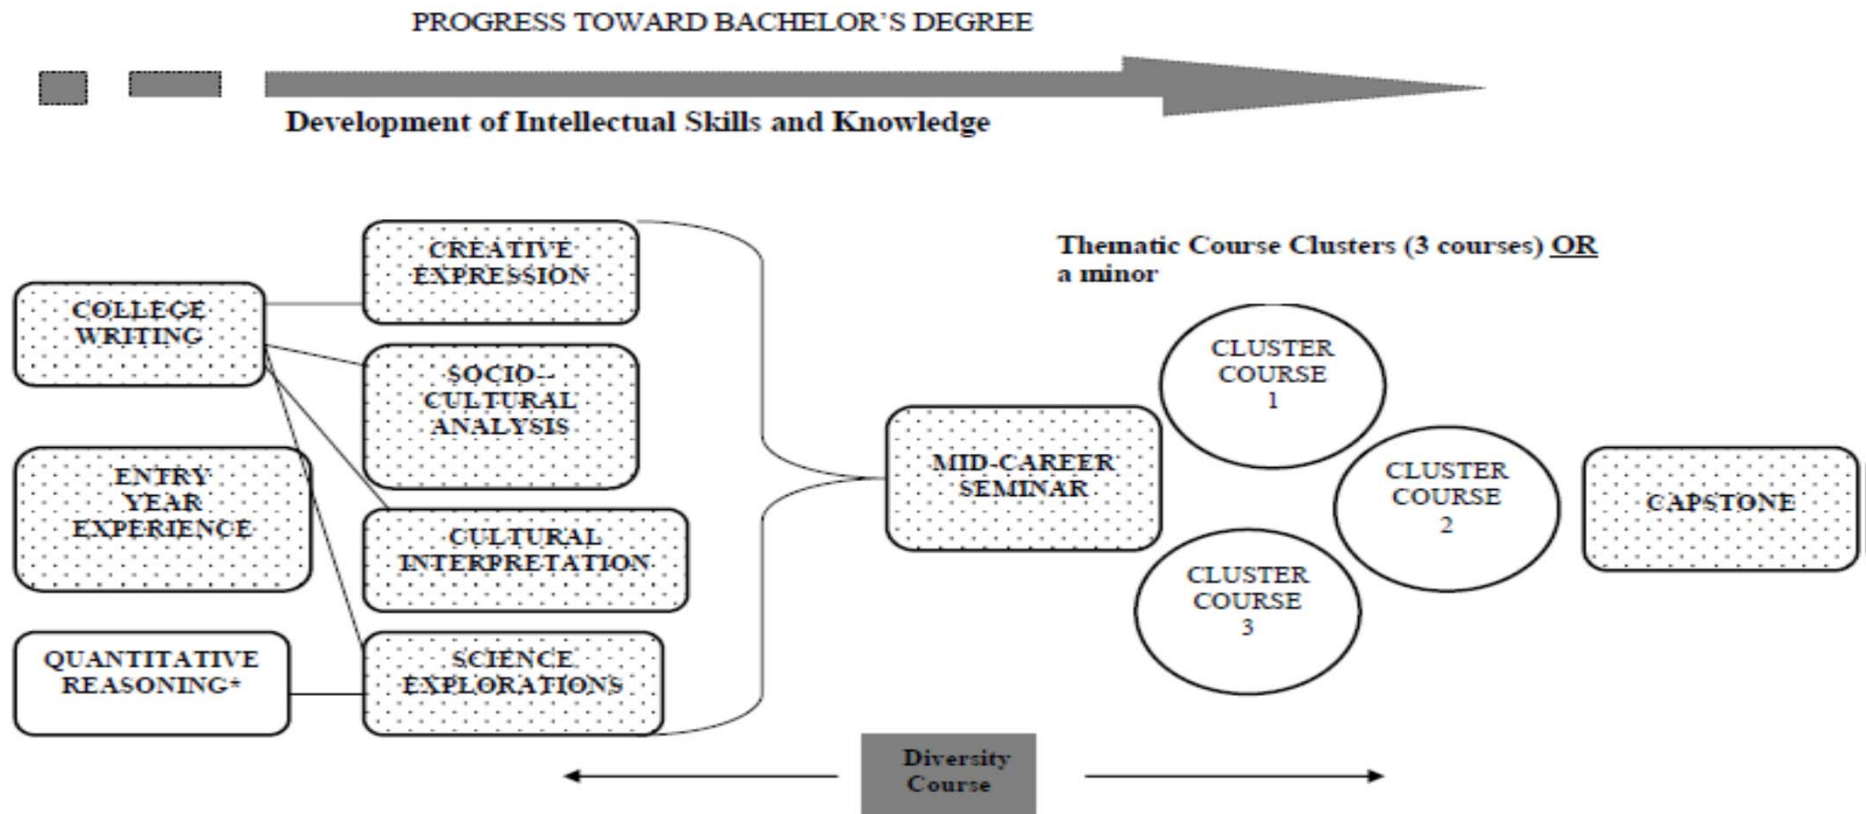 PROGRESS TOWARD BACHELOR'S DEGREE
Development of Intellectual Skills and Knowledge
COLLEGE
WRITING
ENTRY
YEAR
EXPERIENCE
QUANTITATIVE
REASONING*
CREATIVE
EXPRESSION
SOCIO--
CULTURAL
ANALYSIS
CULTURAL
INTERPRETATION
SCIENCE
EXPLORATIONS
MID-CAREER
SEMINAR
Thematic Course Clusters (3 courses) OR
a minor
CLUSTER
COURSE
1
CLUSTER
COURSE
2
CLUSTER
COURSE
3
CAPSTONE
Diversity
Course